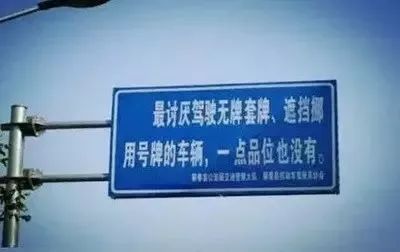 最讨厌驾驶无牌套牌、遮挡挪
用号牌的车辆，一点品位也没有。